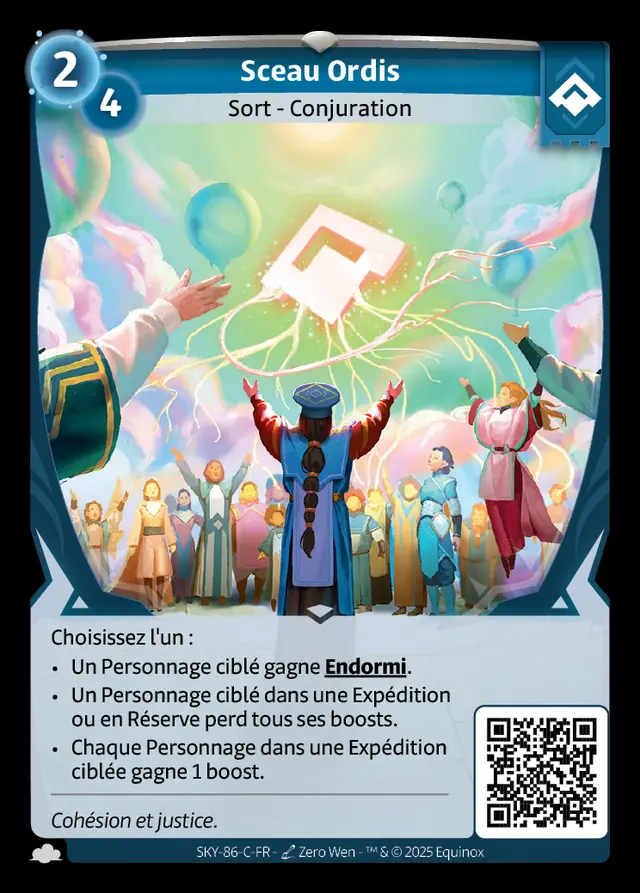 2
Sceau Ordis
4
Sort - Conjuration
Choisissez l'un :
• Un Personnage ciblé gagne Endormi.
• Un Personnage ciblé dans une Expédition
ou en Réserve perd tous ses boosts.
• Chaque Personnage dans une Expédition
ciblée gagne 1 boost.
Cohésion et justice.
SKY-86-C-FR - Zero Wen - ™ & © 2025 Equinox